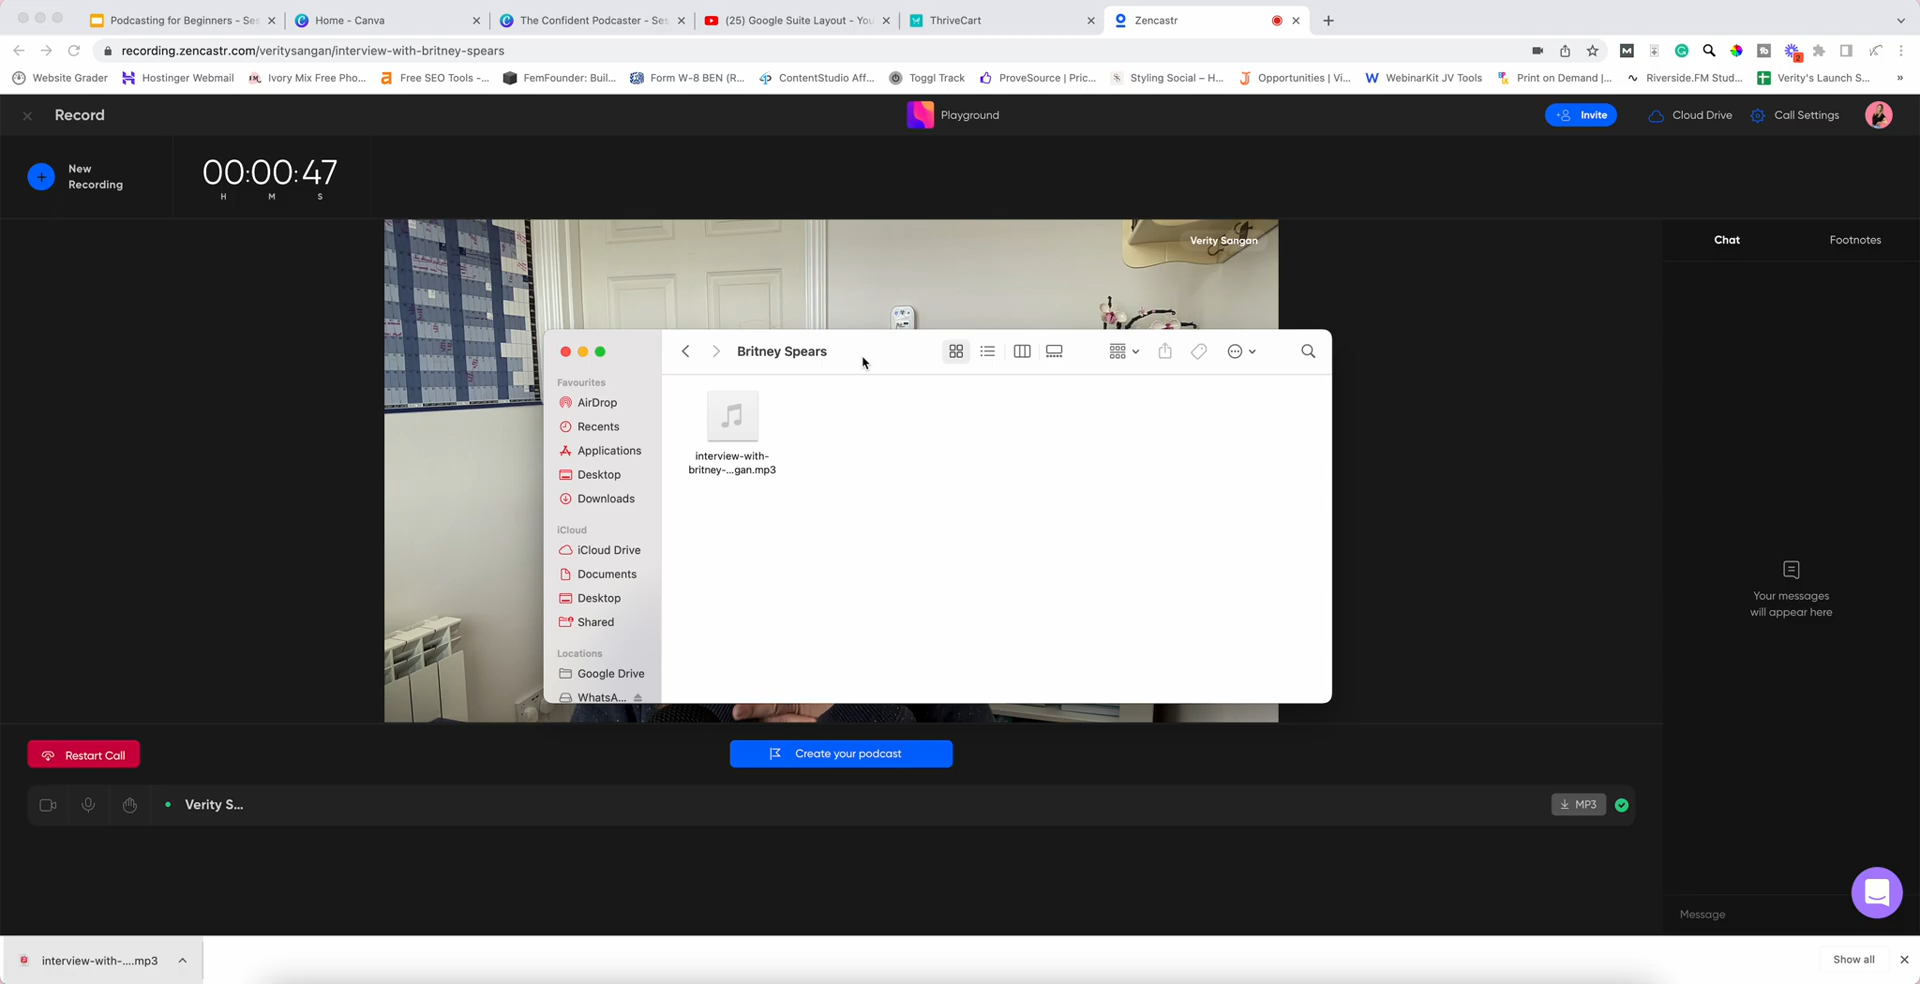 Podcasting for Beginners - Ses
Home - Canva
The Confident Podcaster - Ses
(25) Google Suite Layout - You
ThriveCart
Zencastr
recording.zencastr.com/veritysangan/interview-with-britney-spears
Website Grader
Hostinger Webmail
Ivory Mix Free Pho...
Free SEO Tools -...
FemFounder: Buil...
Form W-8 BEN (R...
ContentStudio Aff...
Toggl Track
ProveSource | Pric...
Styling Social – H...
Opportunities | Vi...
WebinarKit JV Tools
Print on Demand |...
Riverside.FM Stud...
Verity's Launch S...
»
Record
Playground
Invite
Cloud Drive
Call Settings
New
Recording
00:00:47
H M S
Verity Sangan
Chat
Footnotes
Britney Spears
Favourites
AirDrop
Recents
Applications
Desktop
Downloads
iCloud
iCloud Drive
Documents
Desktop
Shared
Locations
Google Drive
WhatsA...
interview-with-
britney-...gan.mp3
Your messages
will appear here
Restart Call
Create your podcast
Verity S...
MP3
Message
interview-with-....mp3
Show all